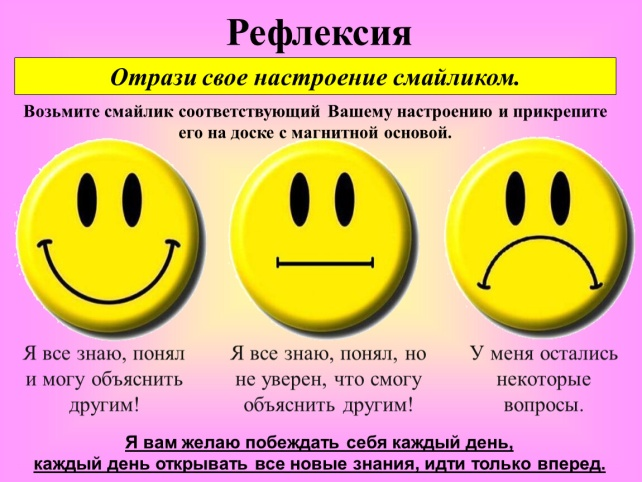 Рефлексия
Отрази свое настроение смайликом.
Возьмите смайлик соответствующий Вашему настроению и прикрепите
его на доске с магнитной основой.
Я все знаю, понял
и могу объяснить
другим!
Я все знаю, понял, но
не уверен, что смогу
объяснить другим!
У меня остались
некоторые
вопросы.
Я вам желаю побеждать себя каждый день,
каждый день открывать все новые знания, идти только вперед.